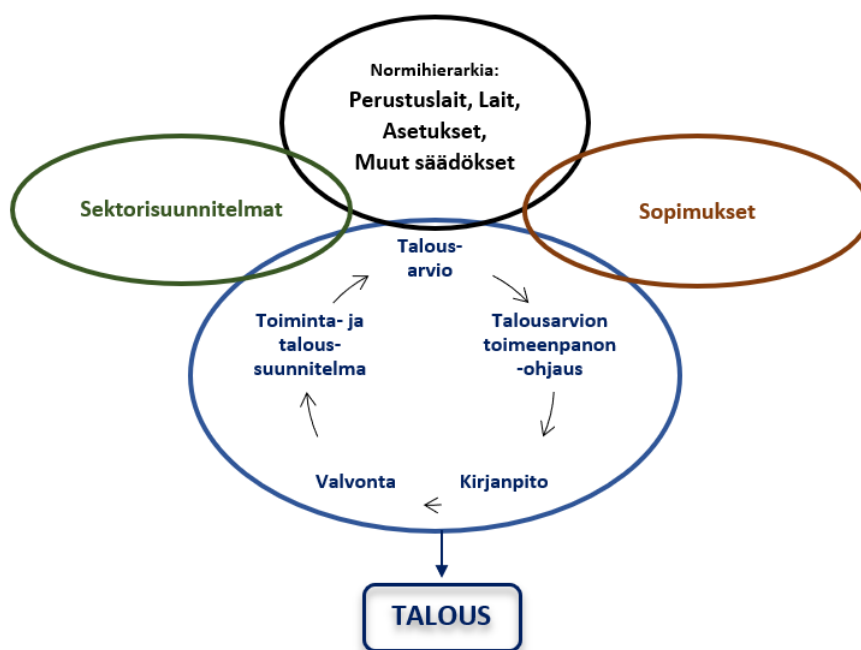 Normihierarkia:
Perustuslait, Lait,
Asetukset,
Muut säädökset
Sektorisuunnitelmat
Sopimukset
Talous-
arvio
Talousarvion
toimeenpanon
-ohjaus
Kirjanpito
Valvonta
Toiminta- ja
talous-
suunnitelma
TALOUS